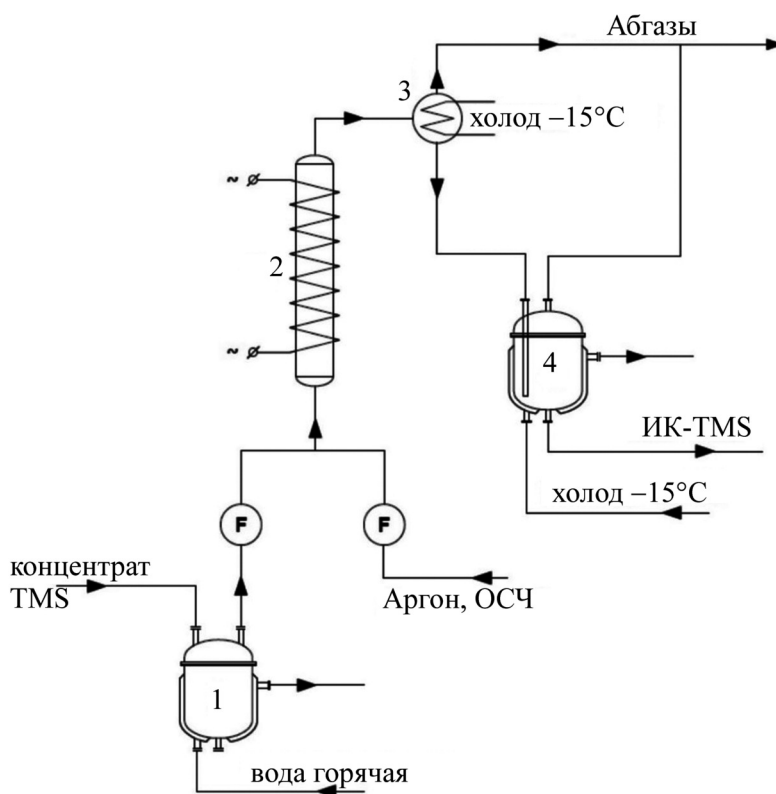 Абгазы
3
холод –15°C
~
2
~
4
ИК-TMS
холод –15°C
F
F
концентрат
TMS
Аргон, ОСЧ
1
вода горячая